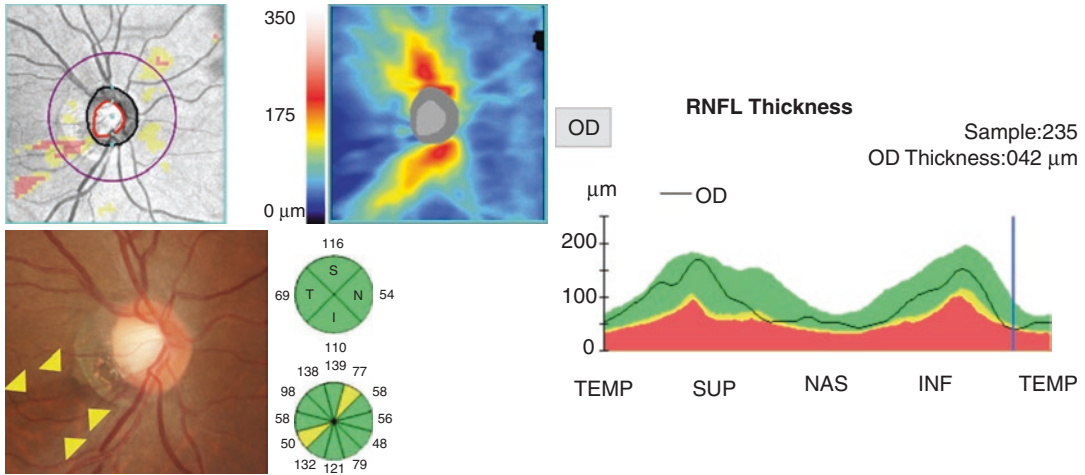 350
175
0 μm
OD
RNFL Thickness
Sample:235
OD Thickness:042 μm
μm
OD
200
100
0
TEMP
SUP
NAS
INF
TEMP
116
S
69
T
N
54
I
110
139
138
77
98
58
58
56
50
48
132
79
121